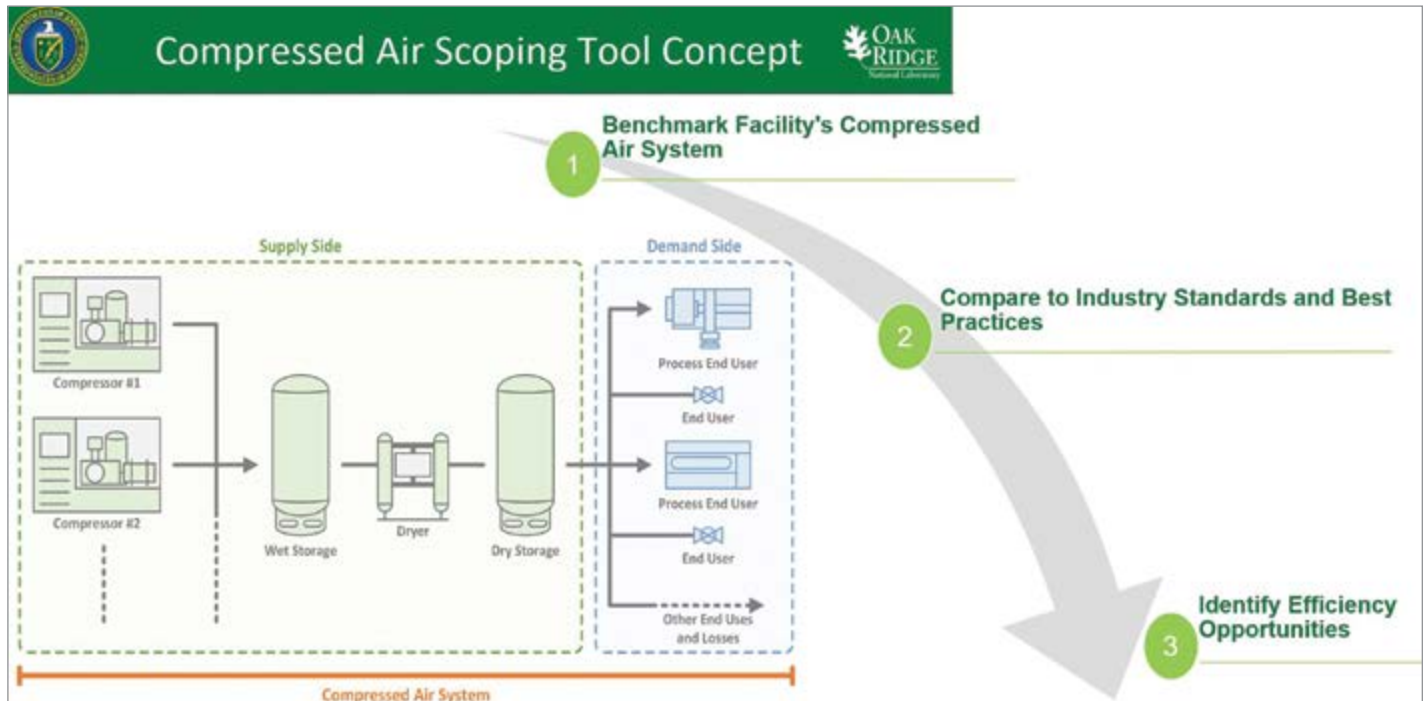 Compressed Air Scoping Tool Concept
OAK
RIDGE
National Laboratory
1
Benchmark Facility's Compressed
Air System
2
Compare to Industry Standards and Best
Practices
3
Identify Efficiency
Opportunities
Supply Side
Demand Side
Compressor #1
Compressor #2
Wet Storage
Dryer
Dry Storage
Process End User
End User
Process End User
End User
Other End Uses
and Losses
Compressed Air System